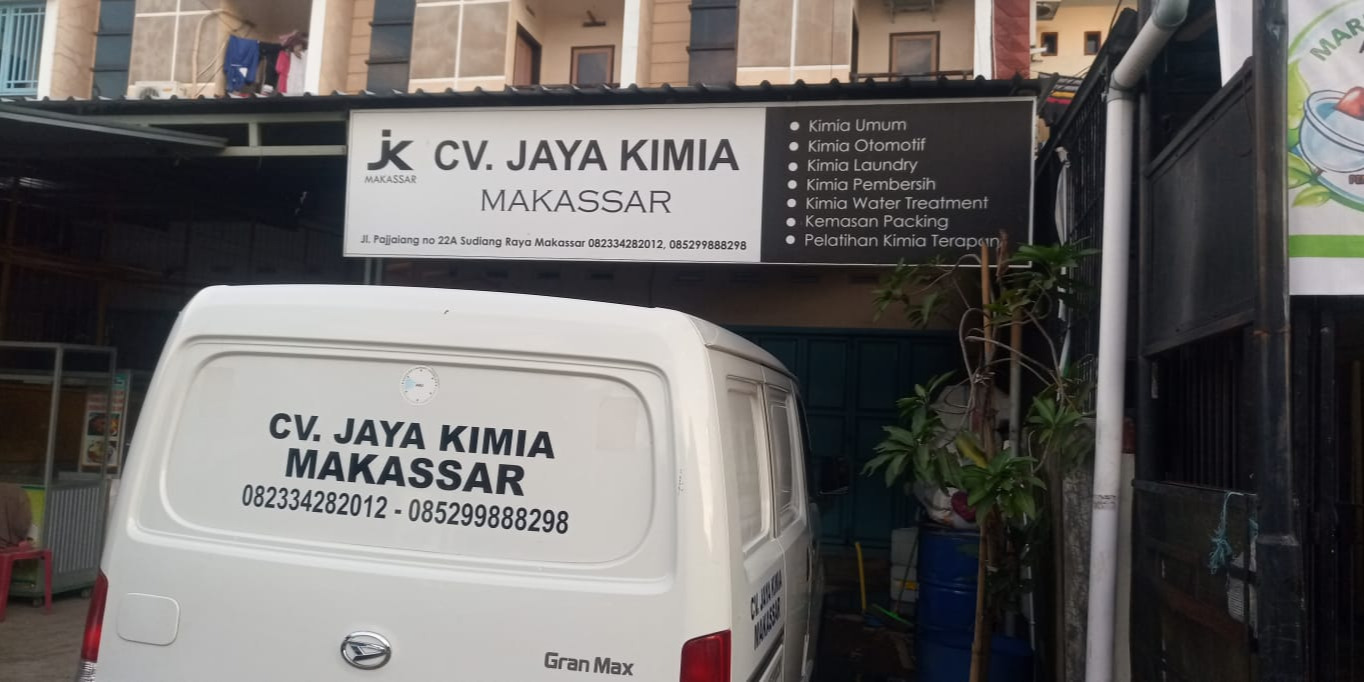 jK
MAKASSAR
CV. JAYA KIMIA
MAKASSAR
Jl. Pajjaiang no 22A Sudiang Raya Makassar 082334282012, 085299888298
Kimia Umum
Kimia Otomotif
Kimia Laundry
Kimia Pembersih
Kimia Water Treatment
Kemasan Packing
Pelatihan Kimia Terapan
CV. JAYA KIMIA
MAKASSAR
082334282012 - 085299888298
Gran Max
CV. JAYA KIMIA
MAKASSAR
MAR